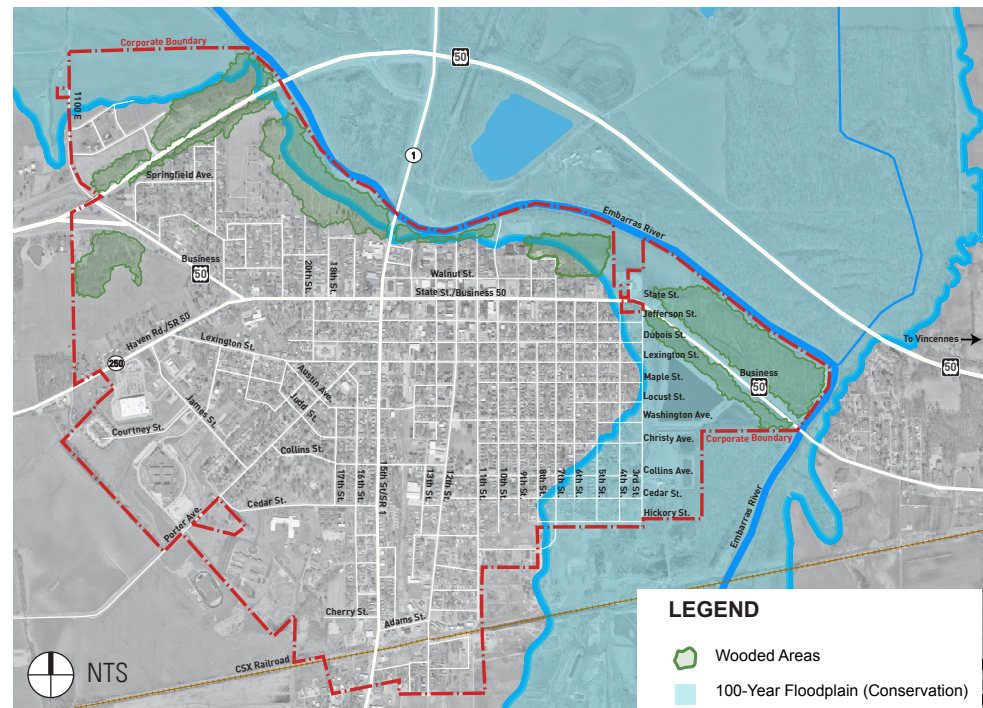 Corporate Boundary
50
1100 E
1
Springfield Ave.
Embarras River
Business
50
20th St.
18th St.
Walnut St.
State St./Business 50
State St.
Jefferson St.
Haven Rd./SR 50
Dubois St.
To Vincennes
Lexington St.
Lexington St.
250
Austin Ave.
Maple St.
Business
50
50
Judd St.
James St.
Locust St.
Washington Ave.
Courtney St.
Christy Ave.
Corporate Boundary
Collins St.
17th St.
16th St.
15th St/SR 1
13th St.
12th St.
11th St.
10th St.
9th St.
8th St.
7th St.
6th St.
5th St.
4th St.
3rd St.
Collins Ave.
Cedar St.
Cedar St.
Hickory St.
Porter Ave.
Embarras River
Cherry St.
Adams St.
CSX Railroad
NTS
LEGEND
Wooded Areas
100-Year Floodplain (Conservation)